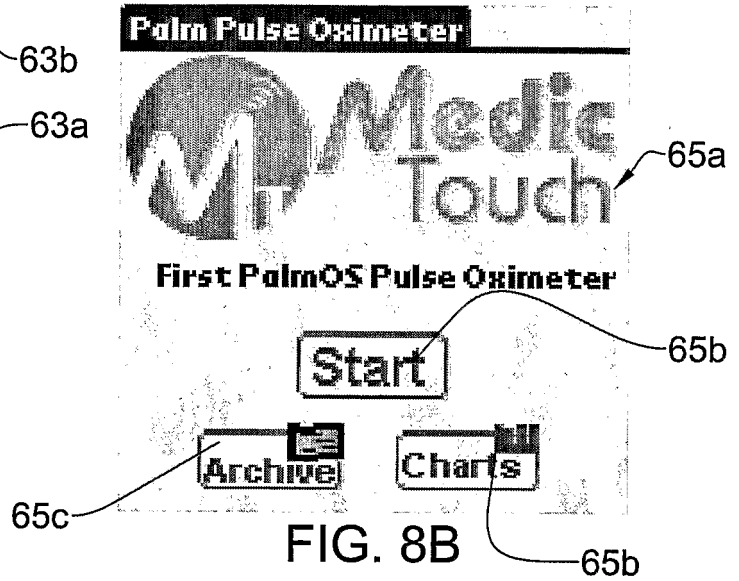 Palm Pulse Oximeter
63b
63a
Medic
Touch
MT
65a
First PalmOS Pulse Oximeter
Start
65b
Archive
Charts
65c
65b
FIG. 8B